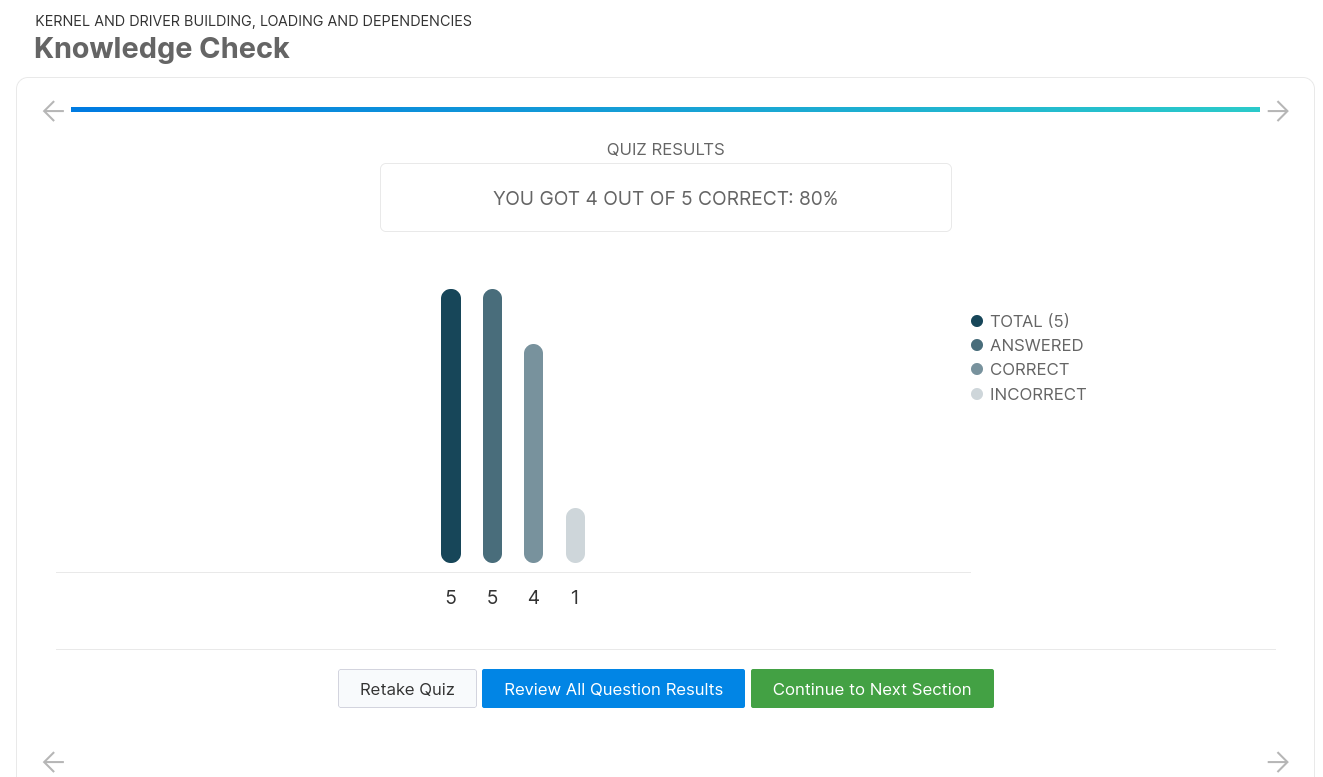 KERNEL AND DRIVER BUILDING, LOADING AND DEPENDENCIES
Knowledge Check
QUIZ RESULTS
YOU GOT 4 OUT OF 5 CORRECT: 80%
TOTAL (5)
ANSWERED
CORRECT
INCORRECT
5 5 4 1
Retake Quiz Review All Question Results Continue to Next Section